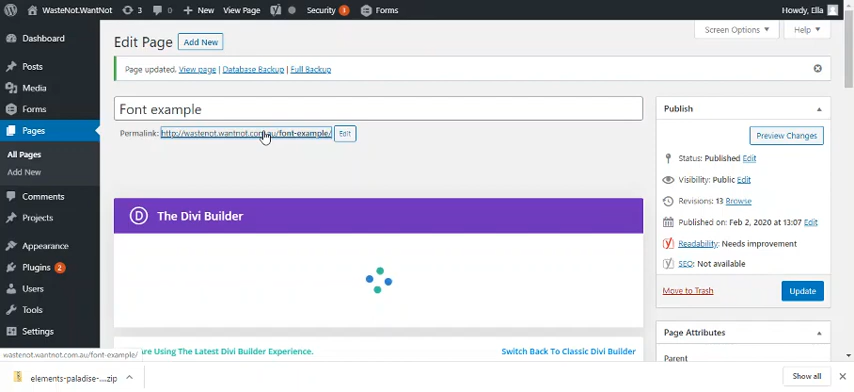 WasteNot.WantNot 3 0 + New View Page Security 1 Forms Howdy, Ella
Screen Options Help
Dashboard
Posts
Media
Forms
Pages
All Pages
Add New
Comments
Projects
Appearance
Plugins 2
Users
Tools
Settings
Edit Page Add New
Page updated. View page | Database Backup | Full Backup
Font example
Permalink: http://wastenot.wantnot.com.au/font-example/ Edit
D The Divi Builder
are Using The Latest Divi Builder Experience. Switch Back To Classic Divi Builder
Publish
Preview Changes
Status: Published Edit
Visibility: Public Edit
Revisions: 13 Browse
Published on: Feb 2, 2020 at 13:07 Edit
Readability: Needs improvement
SEO: Not available
Move to Trash Update
Page Attributes
Parent
wastenot.wantnot.com.au/font-example/
elements-paladise-....zip Show all